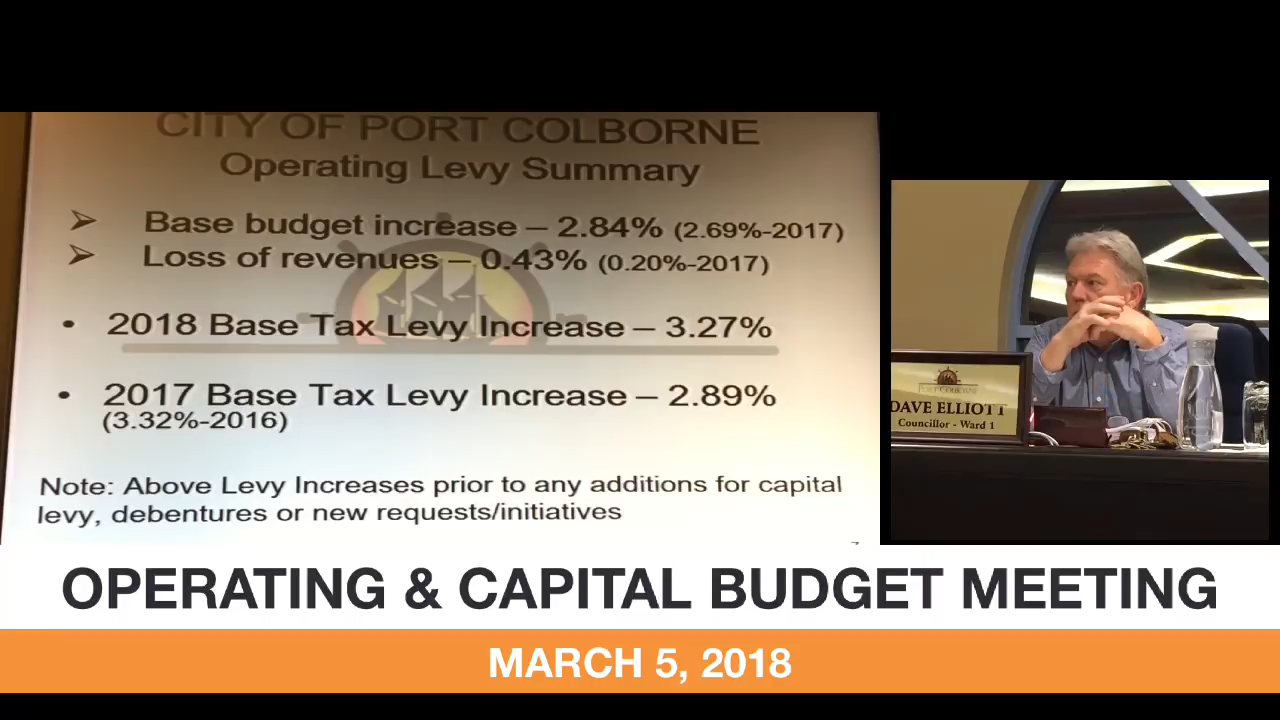 CITY OF PORT COLBORNE
Operating Levy Summary
➢ Base budget increase – 2.84% (2.69%-2017)
➢ Loss of revenues – 0.43% (0.20%-2017)
• 2018 Base Tax Levy Increase – 3.27%
• 2017 Base Tax Levy Increase – 2.89%
(3.32%-2016)
Note: Above Levy Increases prior to any additions for capital
levy, debentures or new requests/initiatives
PORT COLBORNE
DAVE ELLIOTT
Councillor - Ward 1
OPERATING & CAPITAL BUDGET MEETING
MARCH 5, 2018